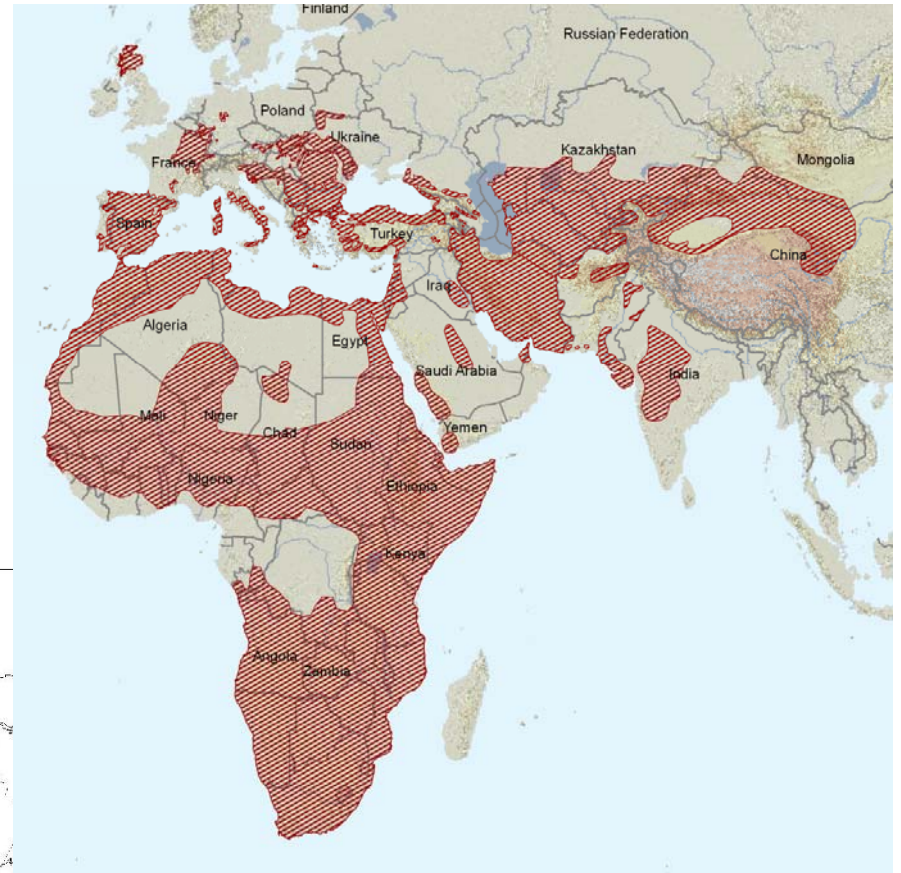 Finland
Russian Federation
Poland
Ukraine
Kazakhstan
France
Mongolia
Spain
Turkey
China
Iraq
Algeria
Egypt
Saudi Arabia
India
Mali
Niger
Chad
Sudan
Yemen
Nigeria
Ethiopia
Kenya
Angola
Zambia